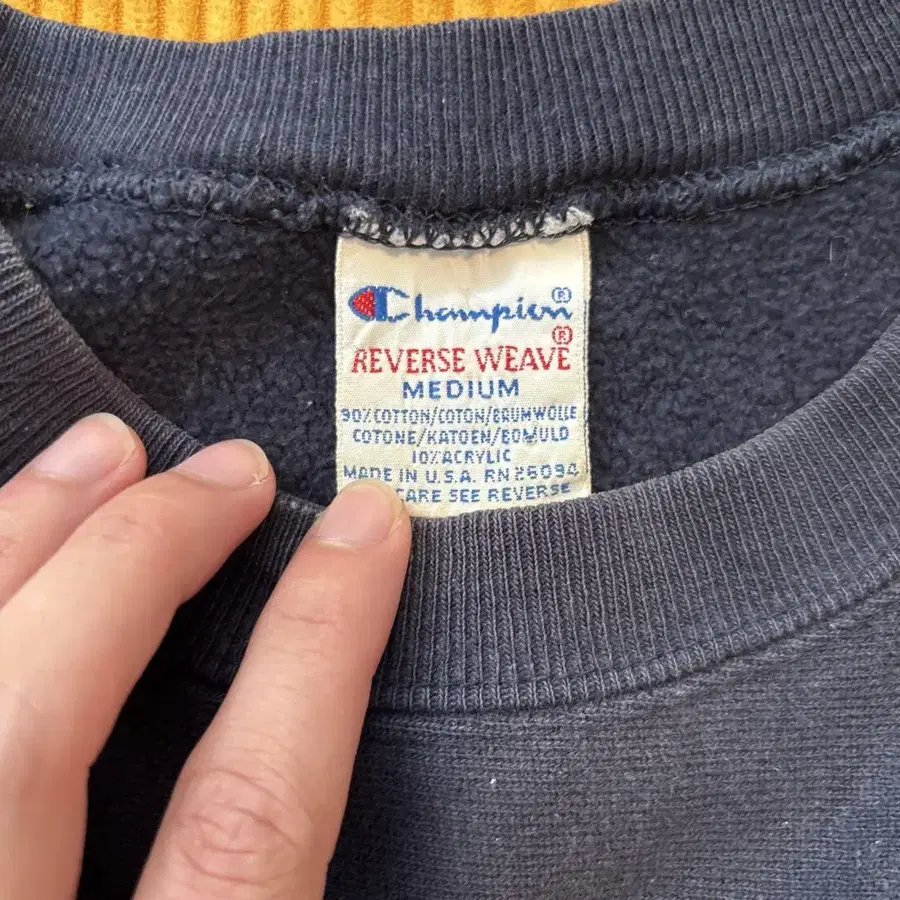 Champion®
REVERSE WEAVE®
MEDIUM
90% COTTON/COTON/BAUMWOLLE
COTONE/KATOEN/BOMULD
10% ACRYLIC
MADE IN U.S.A. RN 26094
CARE SEE REVERSE